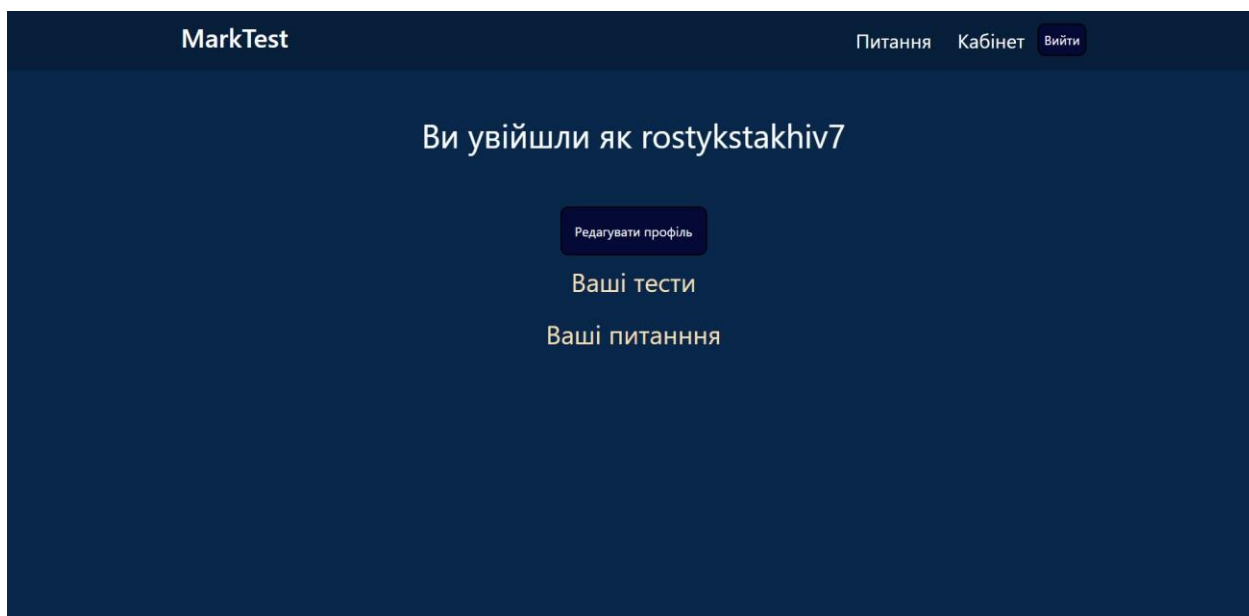 MarkTest
Питання Кабінет Вийти
Ви увійшли як rostykstakhiv7
Редагувати профіль
Ваші тести
Ваші питанння